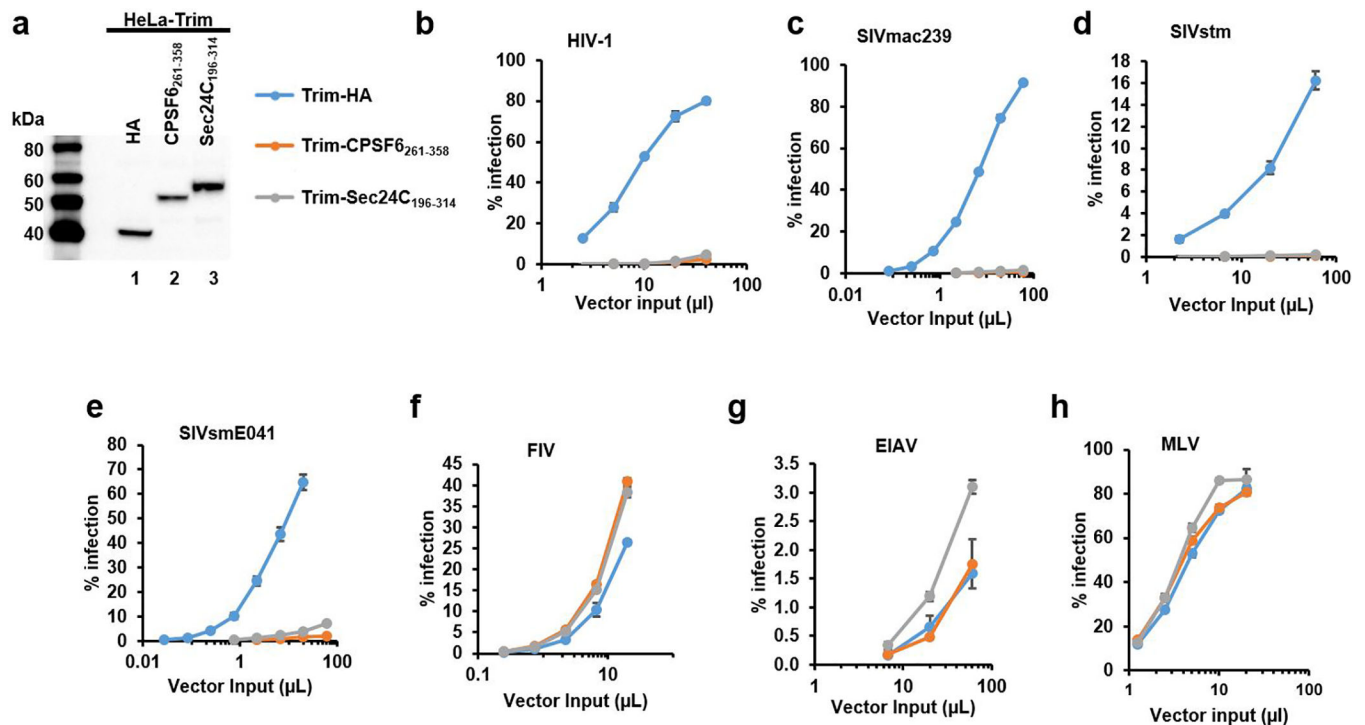 a
HeLa-Trim
kDa
HA
CPSF6261-358
Sec24C196-314
80
60
50
40
1 2 3
Trim-HA
Trim-CPSF6261-358
Trim-Sec24C196-314
b
HIV-1
% infection
100
80
60
40
20
0
1 10 100
Vector input (µl)
c
SIVmac239
% infection
100
80
60
40
20
0
0.01 1 100
Vector Input (µL)
d
SIVstm
% infection
18
16
14
12
10
8
6
4
2
0
1 10 100
Vector Input (µL)
e
SIVsmE041
% infection
80
70
60
50
40
30
20
10
0
0.01 1 100
Vector Input (µL)
f
FIV
% infection
45
40
35
30
25
20
15
10
5
0
0.1 10
Vector Input (µL)
g
EIAV
% infection
3.5
3.0
2.5
2.0
1.5
1.0
0.5
0.0
1 10 100
Vector Input (µL)
h
MLV
% infection
100
80
60
40
20
0
1 10 100
Vector input (µl)